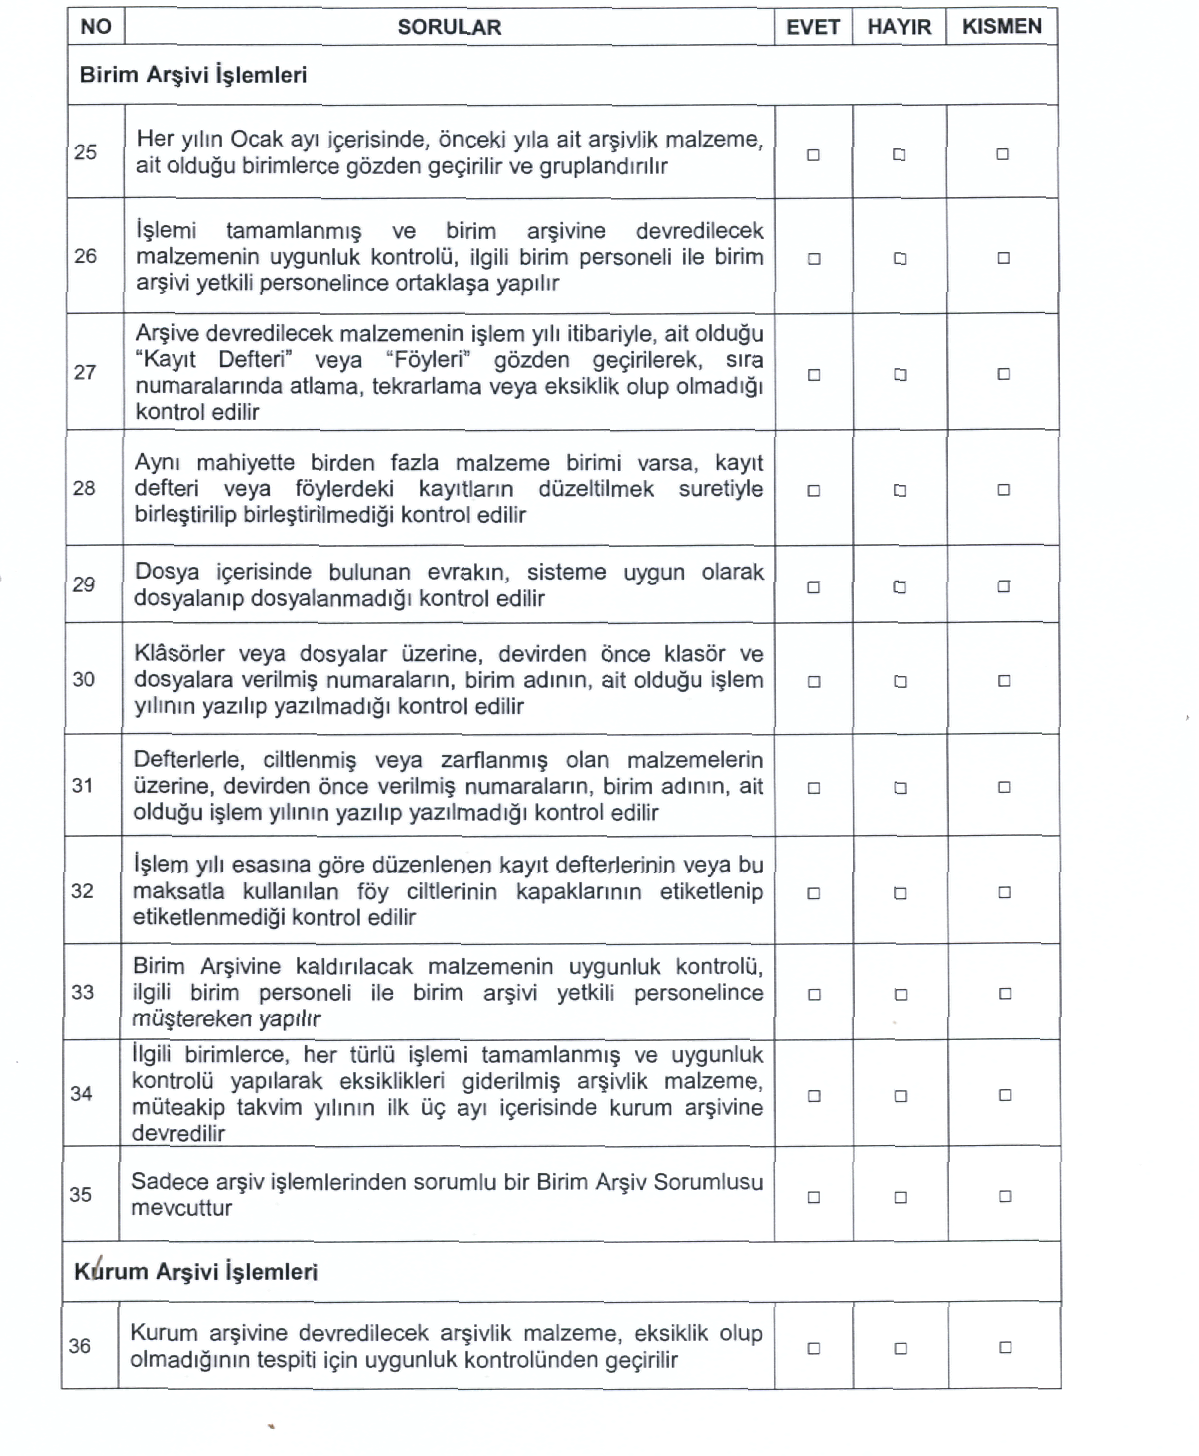 NO SORULAR EVET HAYIR KISMEN
Birim Arşivi İşlemleri
25 Her yılın Ocak ayı içerisinde, önceki yıla ait arşivlik malzeme, □ □ □
ait olduğu birimlerce gözden geçirilir ve gruplandırılır
26 İşlemi tamamlanmış ve birim arşivine devredilecek □ □ □
malzemenin uygunluk kontrolü, ilgili birim personeli ile birim
arşivi yetkili personelince ortaklaşa yapılır
27 Arşive devredilecek malzemenin işlem yılı itibariyle, ait olduğu □ □ □
“Kayıt Defteri” veya “Föyleri” gözden geçirilerek, sıra
numaralarında atlama, tekrarlama veya eksiklik olup olmadığı
kontrol edilir
28 Aynı mahiyette birden fazla malzeme birimi varsa, kayıt □ □ □
defteri veya föylerdeki kayıtların düzeltilmek suretiyle
birleştirilip birleştirilmediği kontrol edilir
29 Dosya içerisinde bulunan evrakın, sisteme uygun olarak □ □ □
dosyalanıp dosyalanmadığı kontrol edilir
30 Klâsörler veya dosyalar üzerine, devirden önce klasör ve □ □ □
dosyalara verilmiş numaraların, birim adının, ait olduğu işlem
yılının yazılıp yazılmadığı kontrol edilir
31 Defterlerle, ciltlenmiş veya zarflanmış olan malzemelerin □ □ □
üzerine, devirden önce verilmiş numaraların, birim adının, ait
olduğu işlem yılının yazılıp yazılmadığı kontrol edilir
32 İşlem yılı esasına göre düzenlenen kayıt defterlerinin veya bu □ □ □
maksatla kullanılan föy ciltlerinin kapaklarının etiketlenip
etiketlenmediği kontrol edilir
33 Birim Arşivine kaldırılacak malzemenin uygunluk kontrolü, □ □ □
ilgili birim personeli ile birim arşivi yetkili personelince
müştereken yapılır
34 İlgili birimlerce, her türlü işlemi tamamlanmış ve uygunluk □ □ □
kontrolü yapılarak eksiklikleri giderilmiş arşivlik malzeme,
müteakip takvim yılının ilk üç ayı içerisinde kurum arşivine
devredilir
35 Sadece arşiv işlemlerinden sorumlu bir Birim Arşiv Sorumlusu □ □ □
mevcuttur
Kurum Arşivi İşlemleri
36 Kurum arşivine devredilecek arşivlik malzeme, eksiklik olup □ □ □
olmadığının tespiti için uygunluk kontrolünden geçirilir